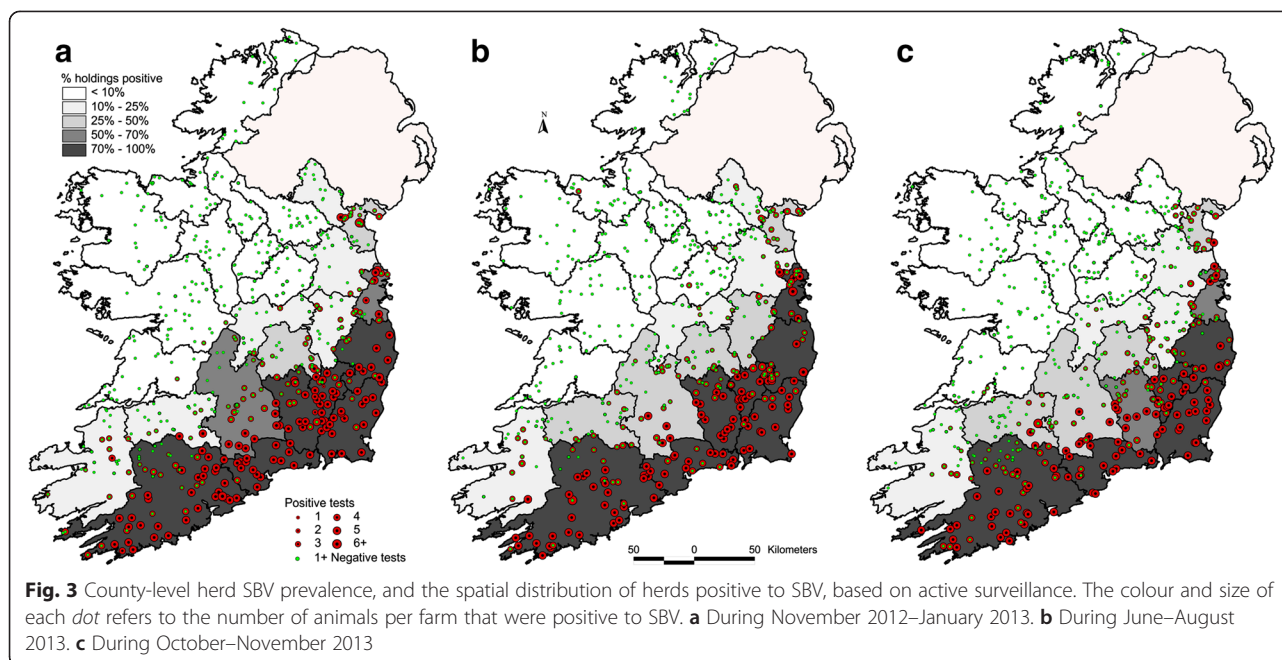 a
b
c
% holdings positive
< 10%
10% - 25%
25% - 50%
50% - 70%
70% - 100%
N
Positive tests
1
4
2
5
3
6+
1+ Negative tests
50 0 50 Kilometers
Fig. 3 County-level herd SBV prevalence, and the spatial distribution of herds positive to SBV, based on active surveillance. The colour and size of
each dot refers to the number of animals per farm that were positive to SBV. a During November 2012–January 2013. b During June–August
2013. c During October–November 2013